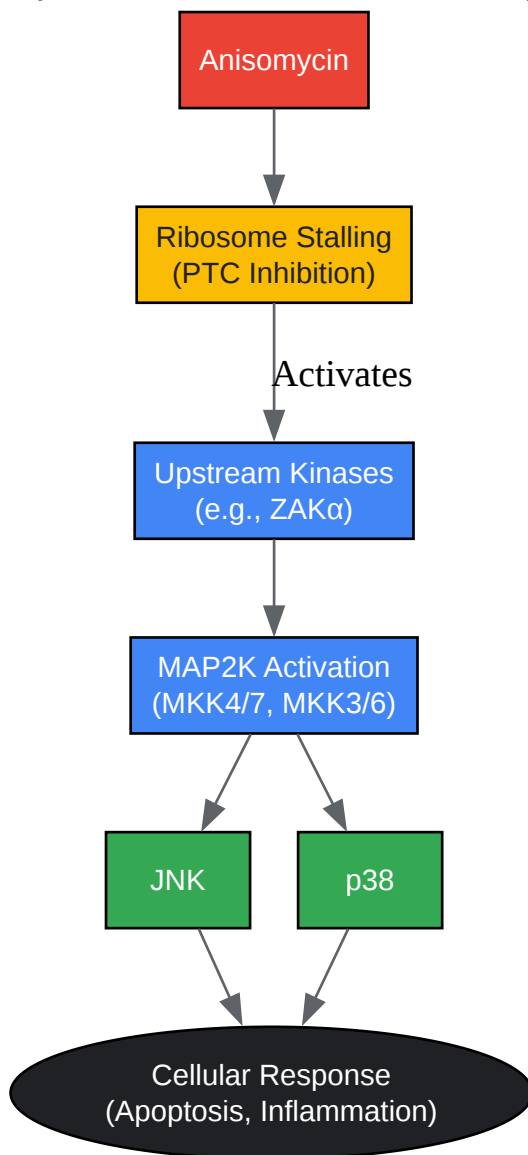 Anisomycin
Ribosome Stalling
(PTC Inhibition)
Activates
Upstream Kinases
(e.g., ZAKα)
MAP2K Activation
(MKK4/7, MKK3/6)
JNK
p38
Cellular Response
(Apoptosis, Inflammation)